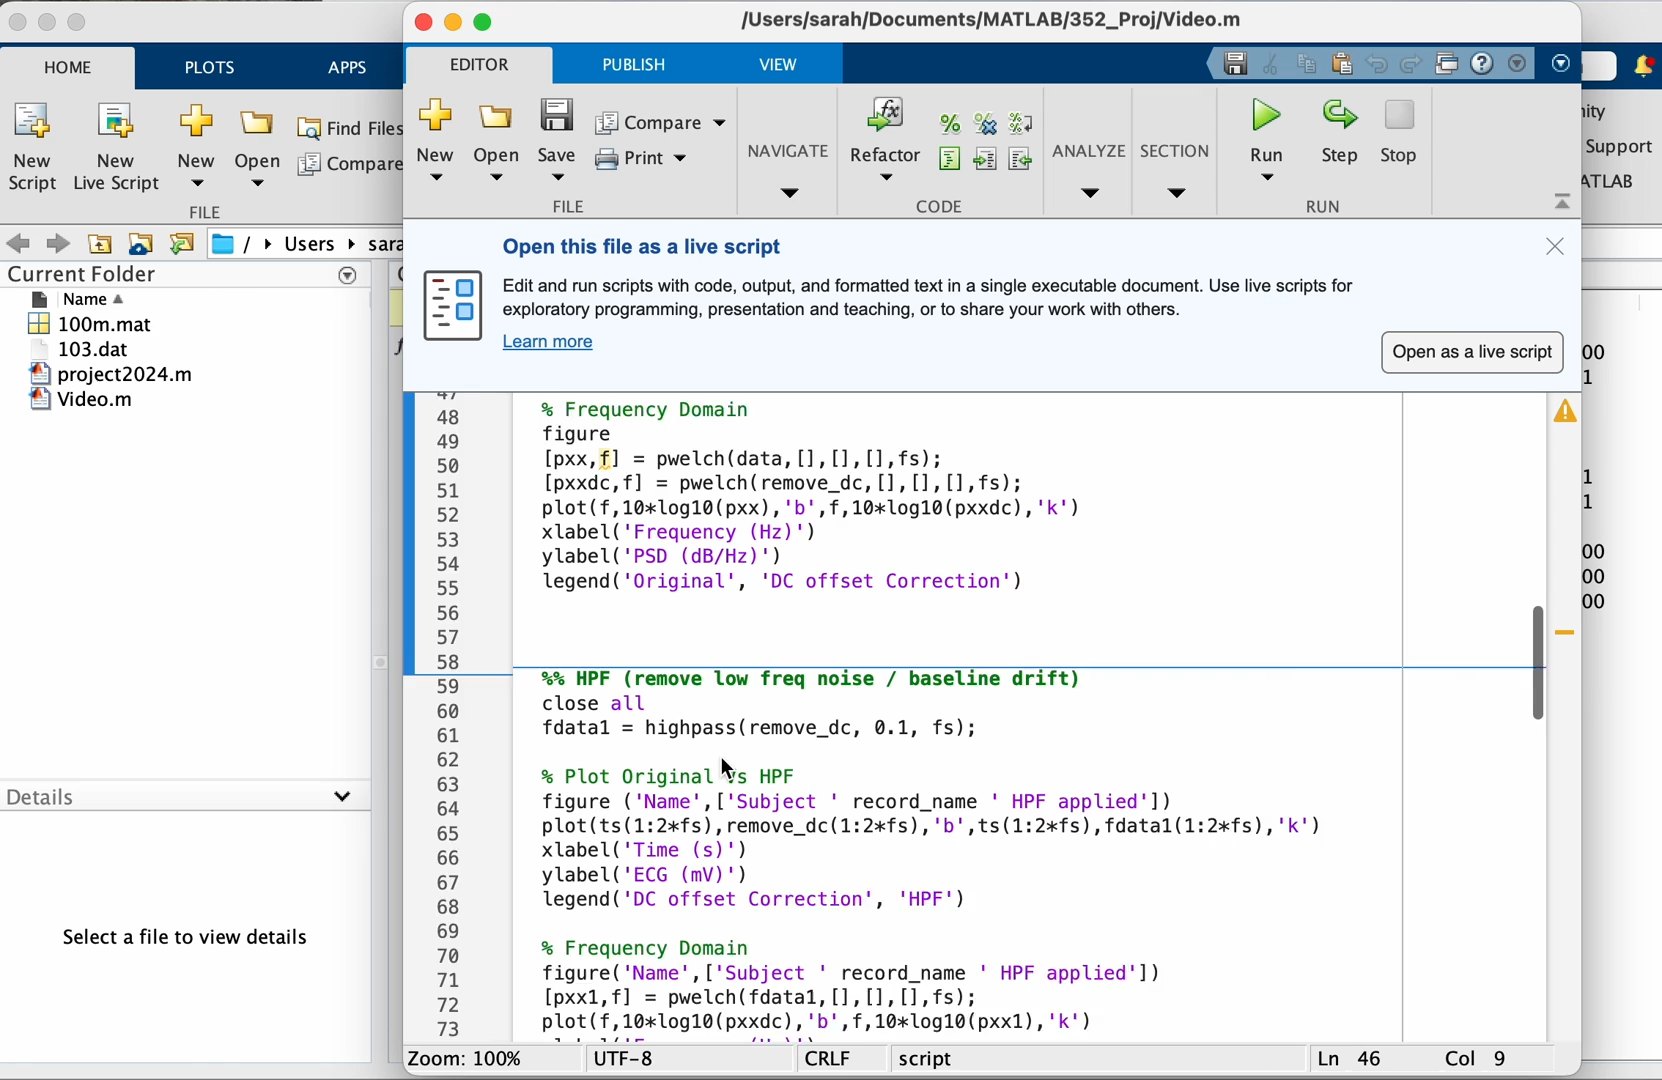 /Users/sarah/Documents/MATLAB/352_Proj/Video.m
HOME PLOTS APPS
EDITOR PUBLISH VIEW
New Script
New Live Script
New
Open
Find Files
Compare
FILE
New
Open
Save
Compare
Print
FILE
NAVIGATE
Refactor
CODE
ANALYZE
SECTION
Run
Step
Stop
RUN
Support
ATLAB
/ Users sara
Current Folder
Name
100m.mat
103.dat
project2024.m
Video.m
Details
Select a file to view details
Open this file as a live script
Edit and run scripts with code, output, and formatted text in a single executable document. Use live scripts for
exploratory programming, presentation and teaching, or to share your work with others.
Learn more
Open as a live script
47
48 % Frequency Domain
49 figure
50 [pxx,f] = pwelch(data,[],[],[],fs);
51 [pxxdc,f] = pwelch(remove_dc,[],[],[],fs);
52 plot(f,10*log10(pxx),'b',f,10*log10(pxxdc),'k')
53 xlabel('Frequency (Hz)')
54 ylabel('PSD (dB/Hz)')
55 legend('Original', 'DC offset Correction')
56
57
58
59 %% HPF (remove low freq noise / baseline drift)
60 close all
61 fdata1 = highpass(remove_dc, 0.1, fs);
62
63 % Plot Original vs HPF
64 figure ('Name',['Subject ' record_name ' HPF applied'])
65 plot(ts(1:2*fs),remove_dc(1:2*fs),'b',ts(1:2*fs),fdata1(1:2*fs),'k')
66 xlabel('Time (s)')
67 ylabel('ECG (mV)')
68 legend('DC offset Correction', 'HPF')
69
70 % Frequency Domain
71 figure('Name',['Subject ' record_name ' HPF applied'])
72 [pxx1,f] = pwelch(fdata1,[],[],[],fs);
73 plot(f,10*log10(pxxdc),'b',f,10*log10(pxx1),'k')
Zoom: 100% UTF-8 CRLF script Ln 46 Col 9